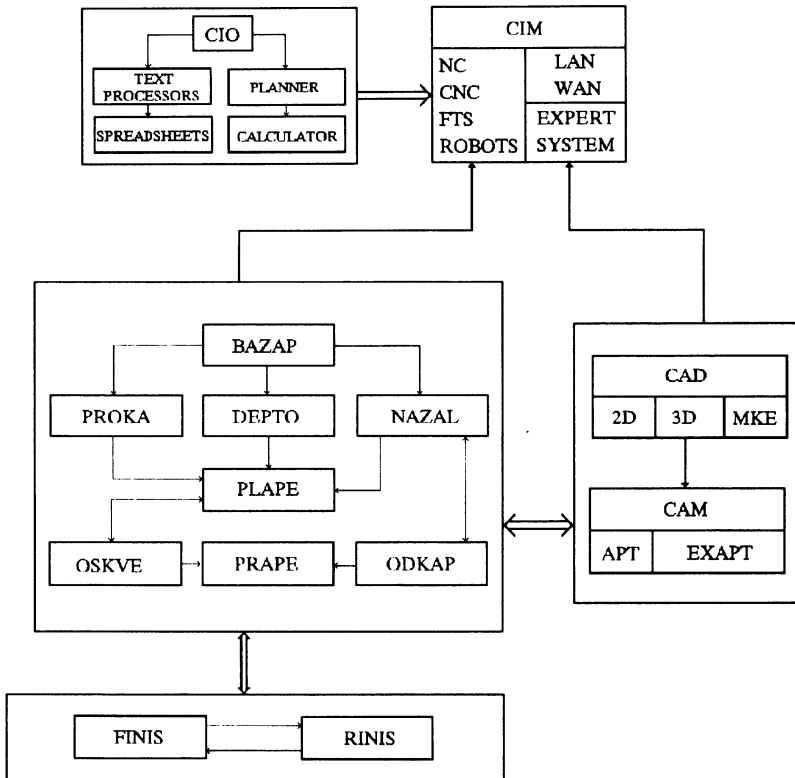 CIO
TEXT
PROCESSORS
PLANNER
SPREADSHEETS
CALCULATOR
CIM
NC
CNC
FTS
ROBOTS
LAN
WAN
EXPERT
SYSTEM
BAZAP
PROKA
DEPTO
NAZAL
PLAPE
OSKVE
PRAPE
ODKAP
CAD
2D
3D
MKE
CAM
APT
EXAPT
FINIS
RINIS